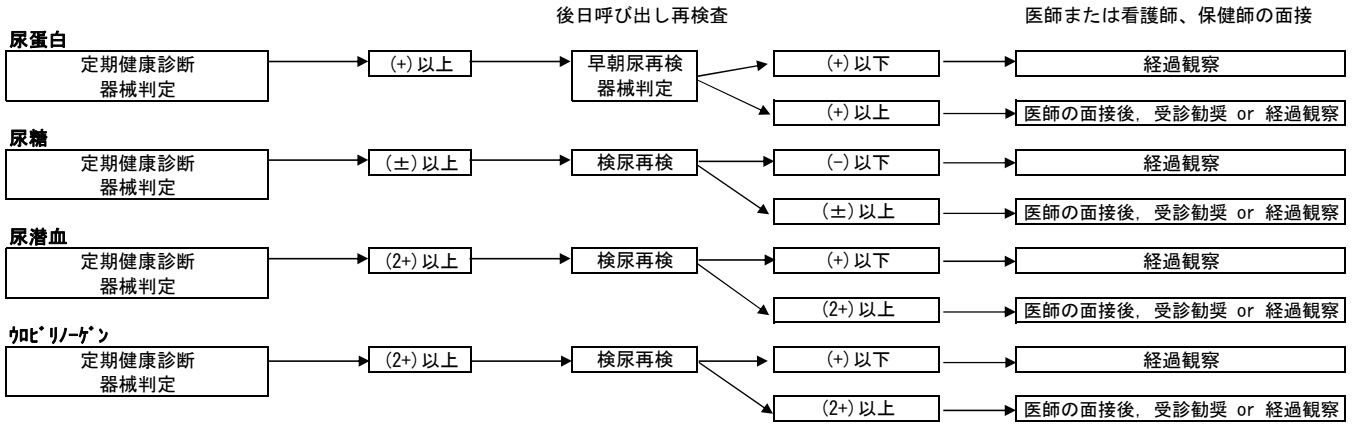 後日呼び出し再検査 医師または看護師、保健師の面接
尿蛋白
定期健康診断 (+)以上 早朝尿再検 (+)以下 経過観察
器械判定 器械判定
(+)以上 医師の面接後, 受診勧奨 or 経過観察
尿糖
定期健康診断 (±)以上 検尿再検 (-)以下 経過観察
器械判定
(±)以上 医師の面接後, 受診勧奨 or 経過観察
尿潜血
定期健康診断 (2+)以上 検尿再検 (+)以下 経過観察
器械判定
(2+)以上 医師の面接後, 受診勧奨 or 経過観察
ｳﾛﾋﾞﾘﾉｰｹﾞﾝ
定期健康診断 (2+)以上 検尿再検 (+)以下 経過観察
器械判定
(2+)以上 医師の面接後, 受診勧奨 or 経過観察